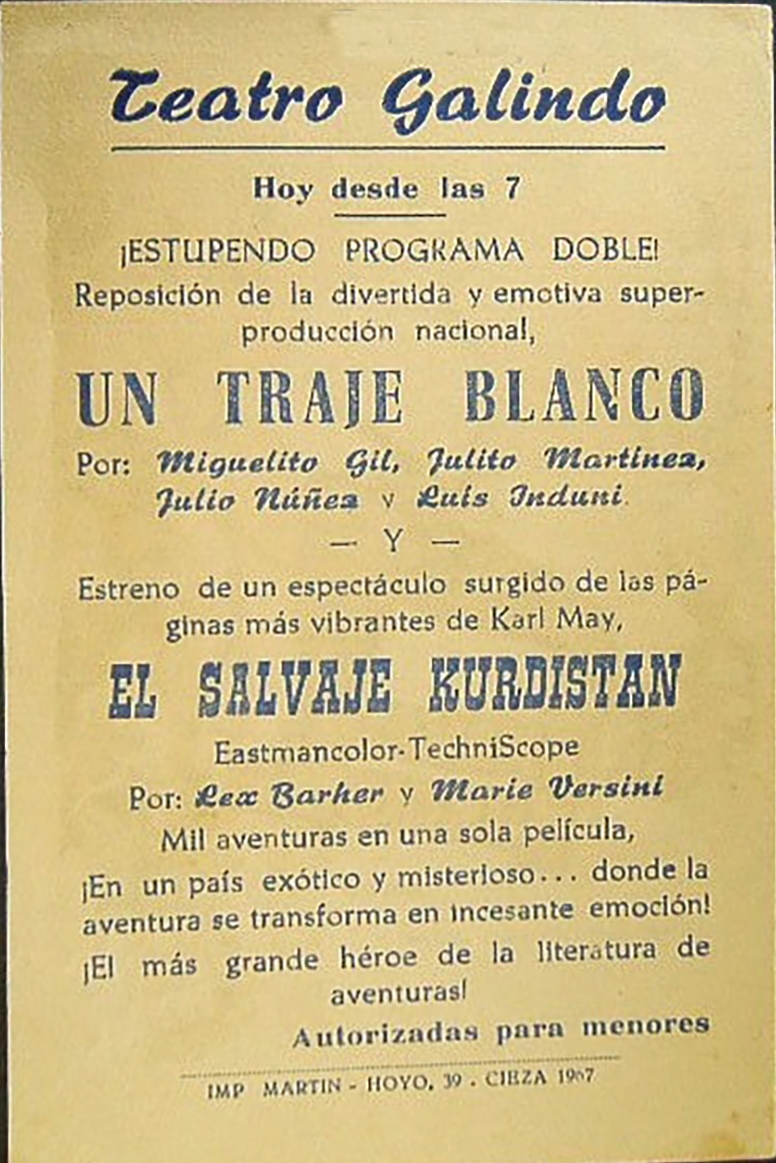 Teatro Galindo
Hoy desde las 7
¡ESTUPENDO PROGRAMA DOBLE!
Reposición de la divertida y emotiva super-
producción nacional,
UN TRAJE BLANCO
Por: Miguelito Gil, Julito Martinez,
Julio Núñez y Luis Induni.
— Y —
Estreno de un espectáculo surgido de las pá-
ginas más vibrantes de Karl May,
EL SALVAJE KURDISTAN
Eastmancolor-TechniScope
Por: Lex Barker y Marie Versini
Mil aventuras en una sola película,
¡En un país exótico y misterioso... donde la
aventura se transforma en incesante emoción!
¡El más grande héroe de la literatura de
aventuras!
Autorizadas para menores
IMP MARTIN - HOYO, 39 . CIEZA 1967